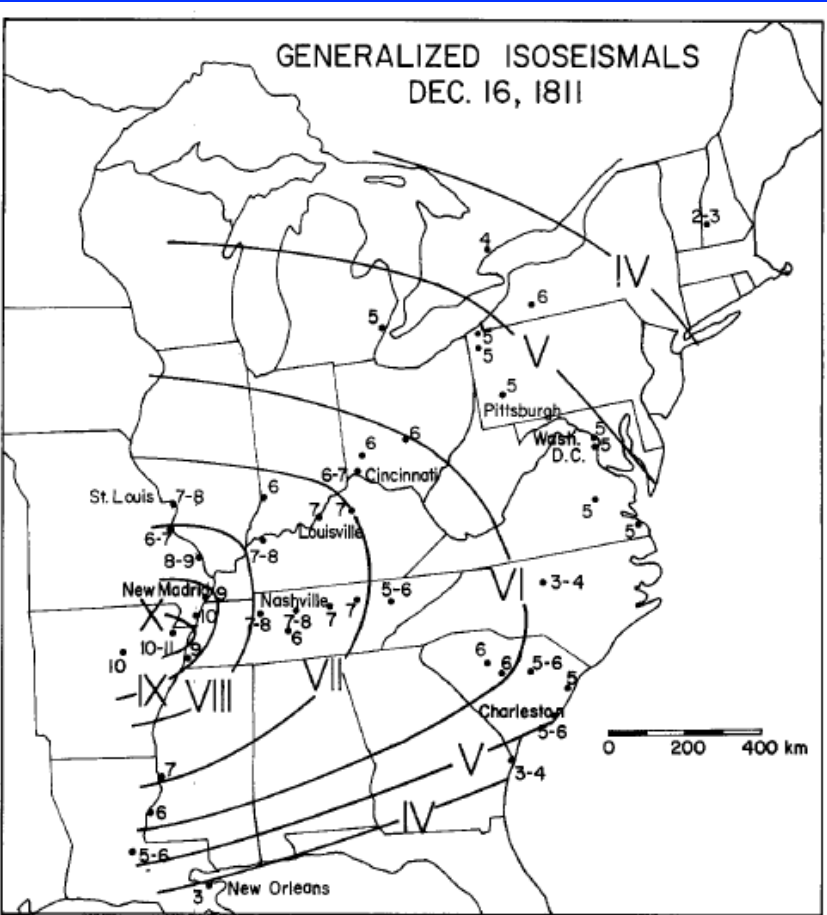 GENERALIZED ISOSEISMALS
DEC. 16, 1811
2-3
4
IV
6
5
5
5
V
5
Pittsburgh
6
6
5
Wash.
D.C.
5
6-7
Cincinnati
St. Louis
7-8
6
7
7
5
5
6-7
Louisville
8-9
7-8
VI
3-4
New Madrid
9
Nashville
5-6
X
10
7-8
7-8
7
7
6
10-11
9
10
6
6
5-6
5
IX
VIII
VII
Charleston
5-6
0
200
400 km
V
3-4
7
6
IV
5-6
3
New Orleans